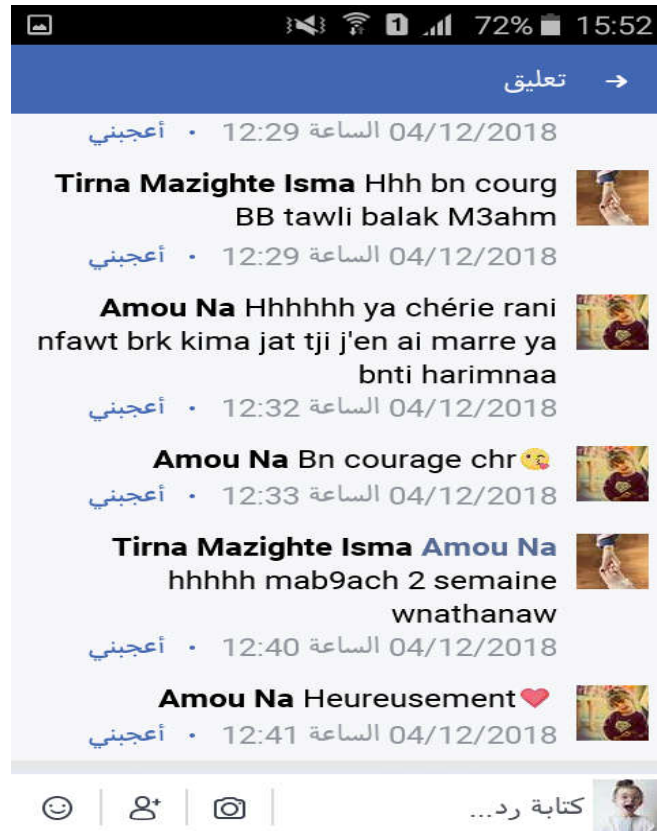 72% 15:52
تعليق
04/12/2018 الساعة 12:29 • أعجبني
Tirna Mazighte Isma Hhh bn courg
BB tawli balak M3ahm
04/12/2018 الساعة 12:29 • أعجبني
Amou Na Hhhhhh ya chérie rani
nfawt brk kima jat tji j'en ai marre ya
bnti harimnaa
04/12/2018 الساعة 12:32 • أعجبني
Amou Na Bn courage chr😘
04/12/2018 الساعة 12:33 • أعجبني
Tirna Mazighte Isma Amou Na
hhhhh mab9ach 2 semaine
wnathanaw
04/12/2018 الساعة 12:40 • أعجبني
Amou Na Heureusement❤
04/12/2018 الساعة 12:41 • أعجبني
كتابة رد...